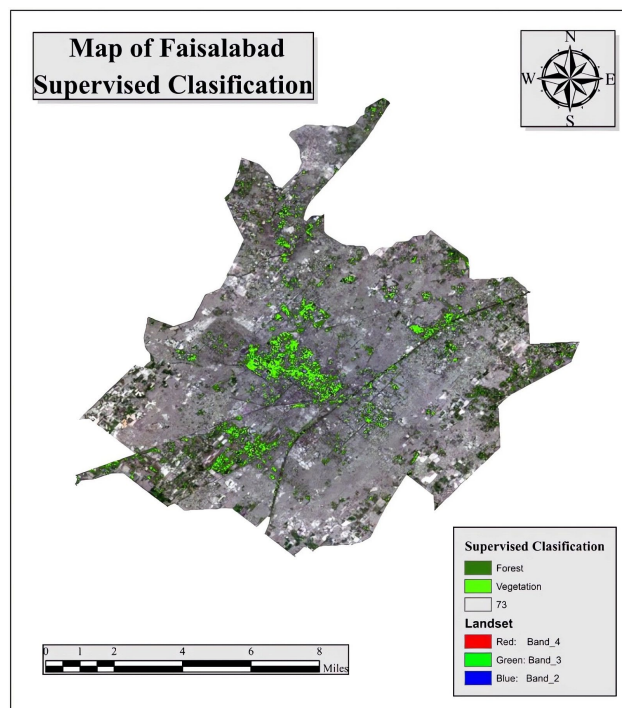 Map of Faisalabad
Supervised Clasification
N
W E
S
Supervised Clasification
Forest
Vegetation
73
Landset
Red: Band_4
Green: Band_3
Blue: Band_2
0 1 2 4 6 8
Miles